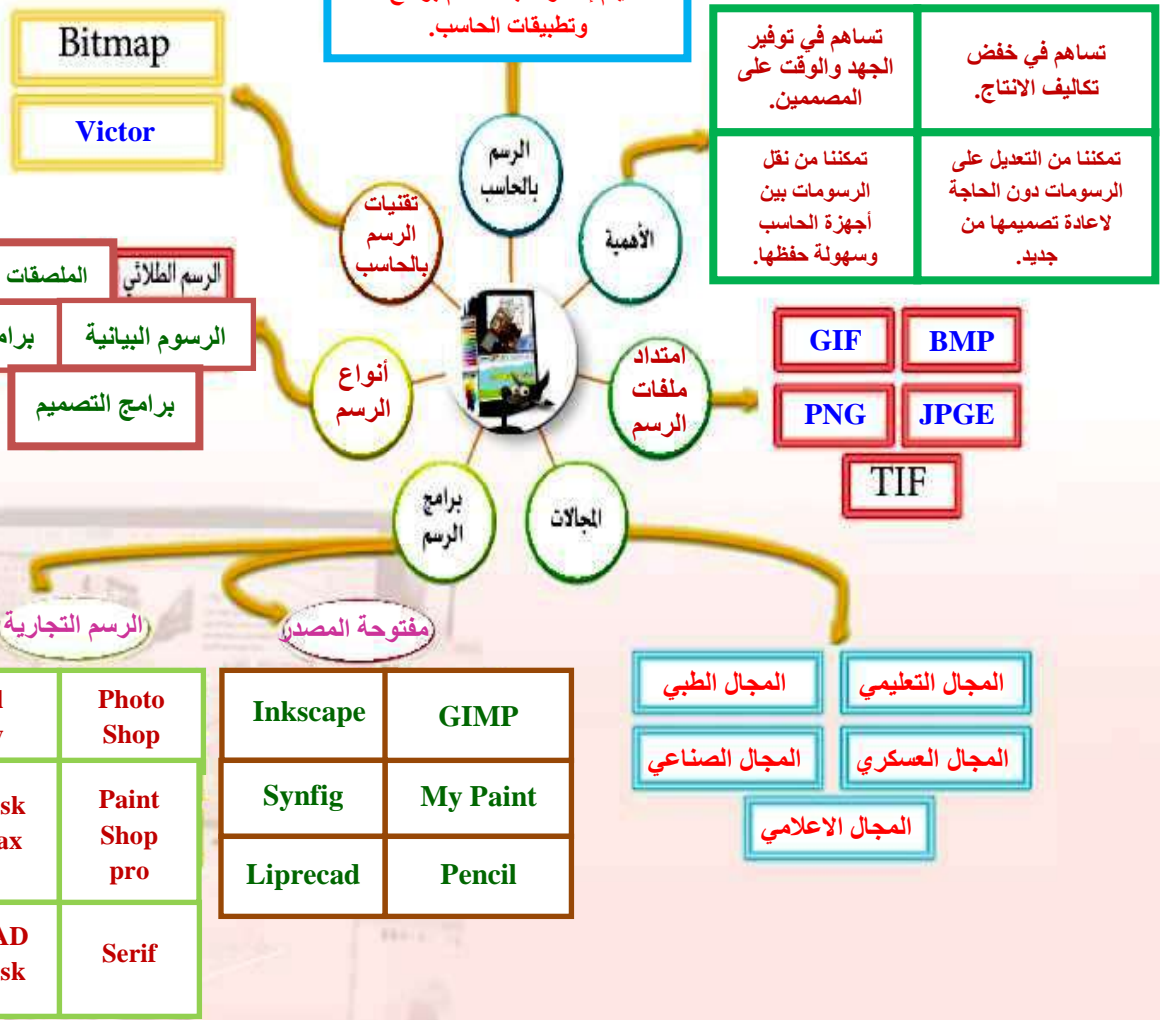 وتطبيقات الحاسب.
Bitmap
Victor
تساهم في توفير
الجهد والوقت على
المصممين.
تساهم في خفض
تكاليف الانتاج.
تمكننا من نقل
الرسومات بين
أجهزة الحاسب
وسهولة حفظها.
تمكننا من التعديل على
الرسومات دون الحاجة
لاعادة تصميمها من
جديد.
الرسم
بالحاسب
الأهمية
تقنيات
الرسم
بالحاسب
الرسم الطلائي
الملصقات
الرسوم البيانية
برامج التصميم
أنواع
الرسم
امتداد
ملفات
الرسم
GIF
BMP
PNG
JPGE
TIF
برامج
الرسم
المجالات
الرسم التجارية
مفتوحة المصدر
Photo
Shop
Paint
Shop
pro
Serif
Inkscape
GIMP
Synfig
My Paint
Liprecad
Pencil
المجال التعليمي
المجال الطبي
المجال العسكري
المجال الصناعي
المجال الاعلامي